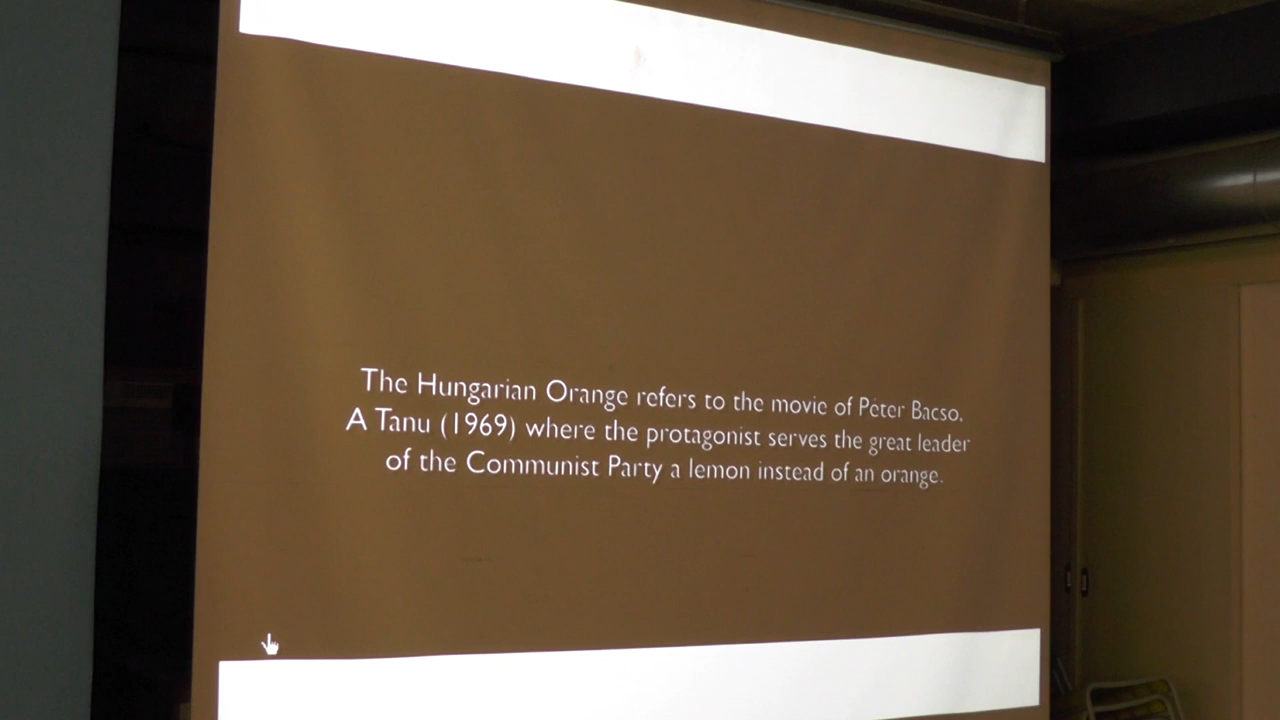 The Hungarian Orange refers to the movie of Péter Bacso.
A Tanu (1969) where the protagonist serves the great leader
of the Communist Party a lemon instead of an orange.